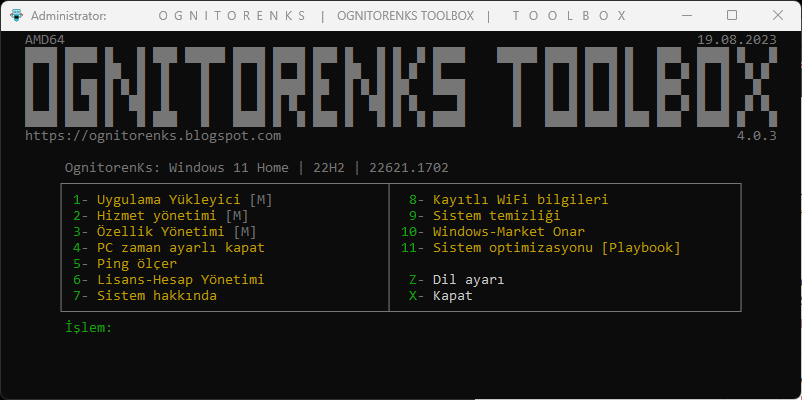 Administrator: O G N I T O R E N K S | OGNITORENKS TOOLBOX | T O O L B O X
AMD64 19.08.2023
OGNITORENKS TOOLBOX
https://ognitorenks.blogspot.com 4.0.3
OgnitorenKs: Windows 11 Home | 22H2 | 22621.1702
1- Uygulama Yükleyici [M]
2- Hizmet yönetimi [M]
3- Özellik Yönetimi [M]
4- PC zaman ayarlı kapat
5- Ping ölçer
6- Lisans-Hesap Yönetimi
7- Sistem hakkında
8- Kayıtlı WiFi bilgileri
9- Sistem temizliği
10- Windows-Market Onar
11- Sistem optimizasyonu [Playbook]
Z- Dil ayarı
X- Kapat
İşlem: